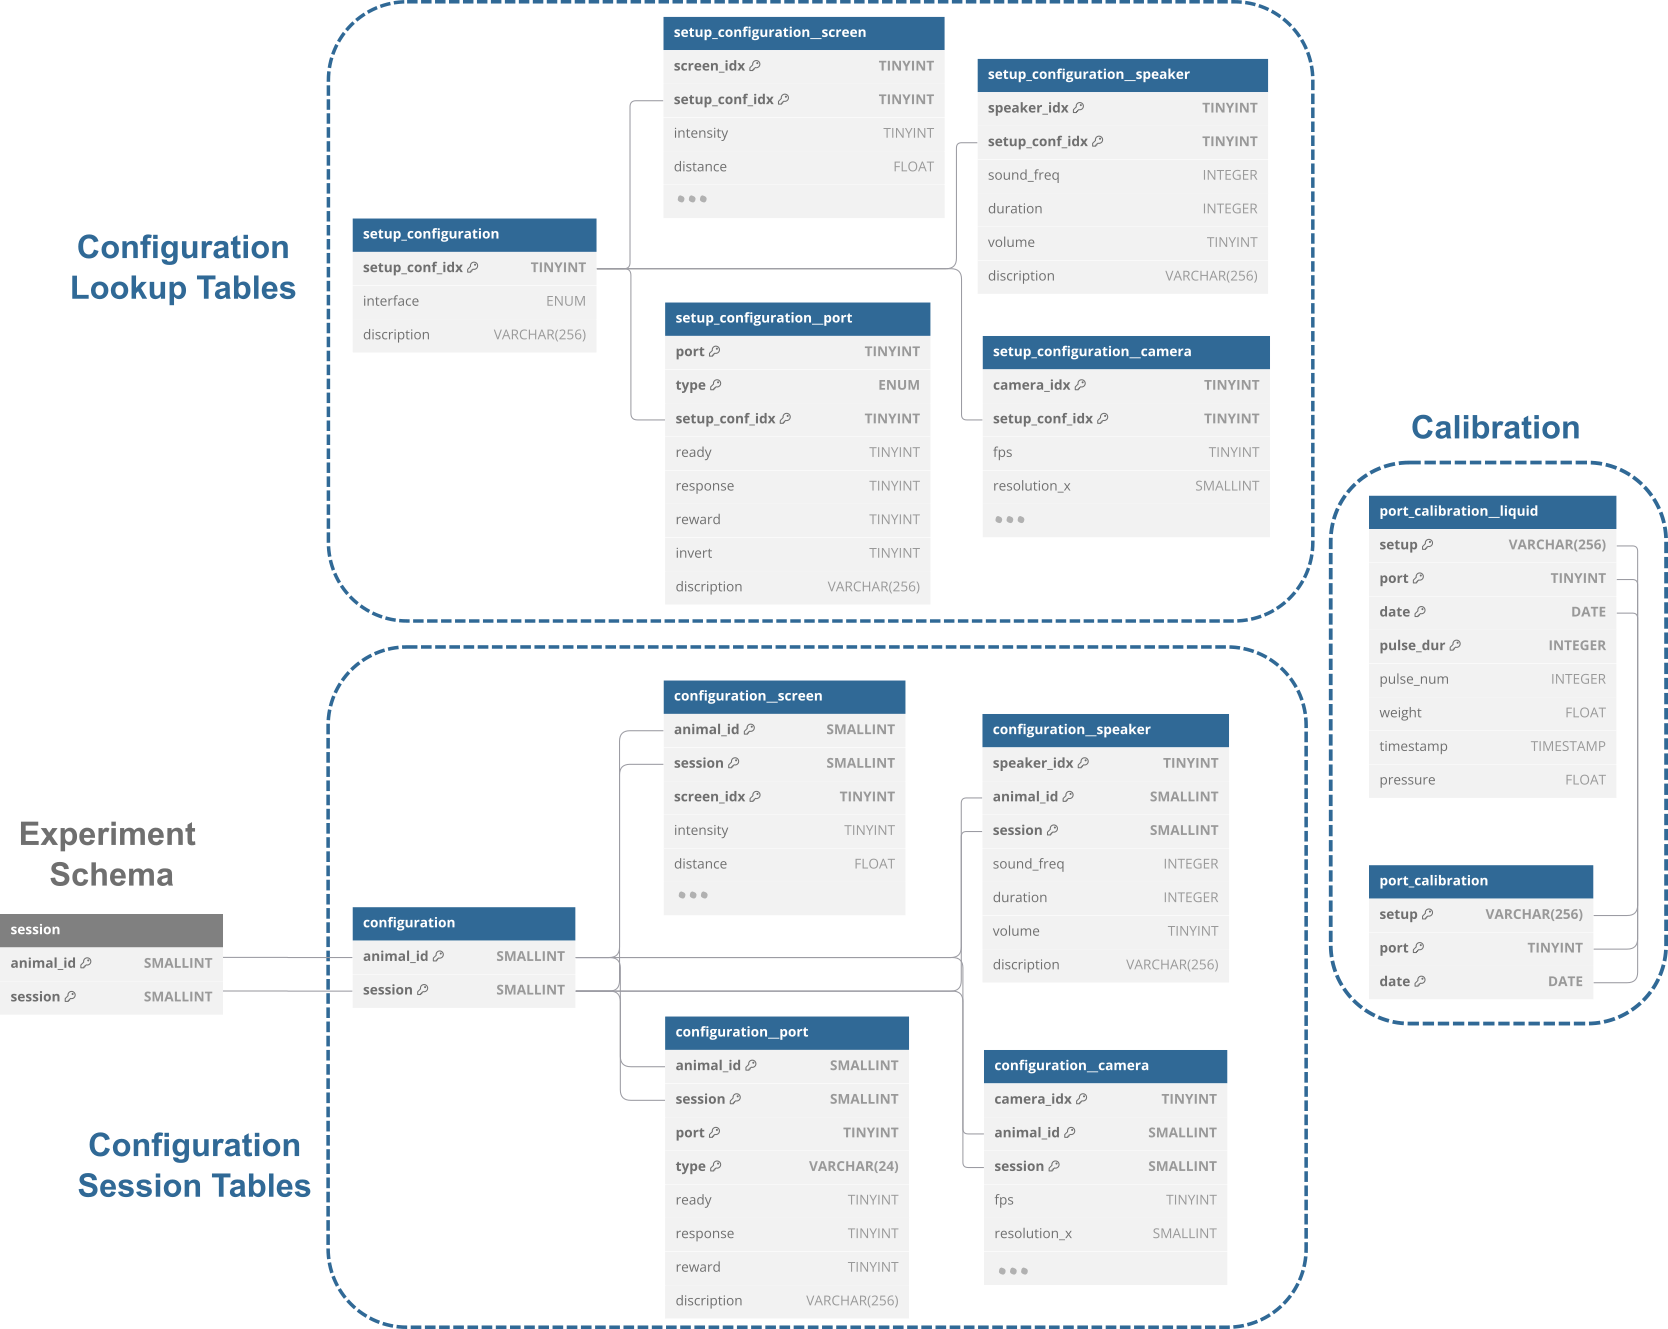 Configuration
Lookup Tables
setup_configuration
setup_conf_idx TINYINT
interface ENUM
discription VARCHAR(256)
setup_configuration__screen
screen_idx TINYINT
setup_conf_idx TINYINT
intensity TINYINT
distance FLOAT
setup_configuration__speaker
speaker_idx TINYINT
setup_conf_idx TINYINT
sound_freq INTEGER
duration INTEGER
volume TINYINT
discription VARCHAR(256)
setup_configuration__port
port TINYINT
type ENUM
setup_conf_idx TINYINT
ready TINYINT
response TINYINT
reward TINYINT
invert TINYINT
discription VARCHAR(256)
setup_configuration__camera
camera_idx TINYINT
setup_conf_idx TINYINT
fps TINYINT
resolution_x SMALLINT
Calibration
port_calibration__liquid
setup VARCHAR(256)
port TINYINT
date DATE
pulse_dur INTEGER
pulse_num INTEGER
weight FLOAT
timestamp TIMESTAMP
pressure FLOAT
port_calibration
setup VARCHAR(256)
port TINYINT
date DATE
Experiment
Schema
session
animal_id SMALLINT
session SMALLINT
Configuration
Session Tables
configuration
animal_id SMALLINT
session SMALLINT
configuration__screen
animal_id SMALLINT
session SMALLINT
screen_idx TINYINT
intensity TINYINT
distance FLOAT
configuration__speaker
speaker_idx TINYINT
animal_id SMALLINT
session SMALLINT
sound_freq INTEGER
duration INTEGER
volume TINYINT
discription VARCHAR(256)
configuration__port
animal_id SMALLINT
session SMALLINT
port TINYINT
type VARCHAR(24)
ready TINYINT
response TINYINT
reward TINYINT
discription VARCHAR(256)
configuration__camera
camera_idx TINYINT
animal_id SMALLINT
session SMALLINT
fps TINYINT
resolution_x SMALLINT